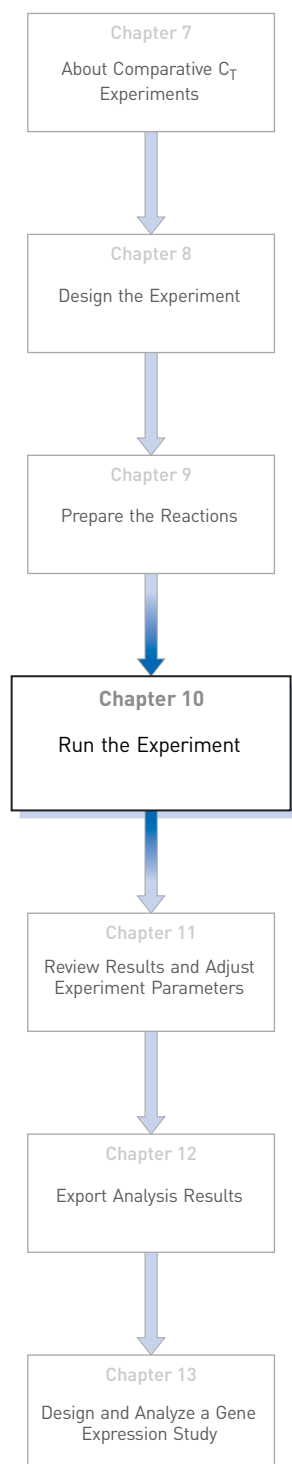 Chapter 7
About Comparative CT
Experiments
Chapter 8
Design the Experiment
Chapter 9
Prepare the Reactions
Chapter 10
Run the Experiment
Chapter 11
Review Results and Adjust
Experiment Parameters
Chapter 12
Export Analysis Results
Chapter 13
Design and Analyze a Gene
Expression Study